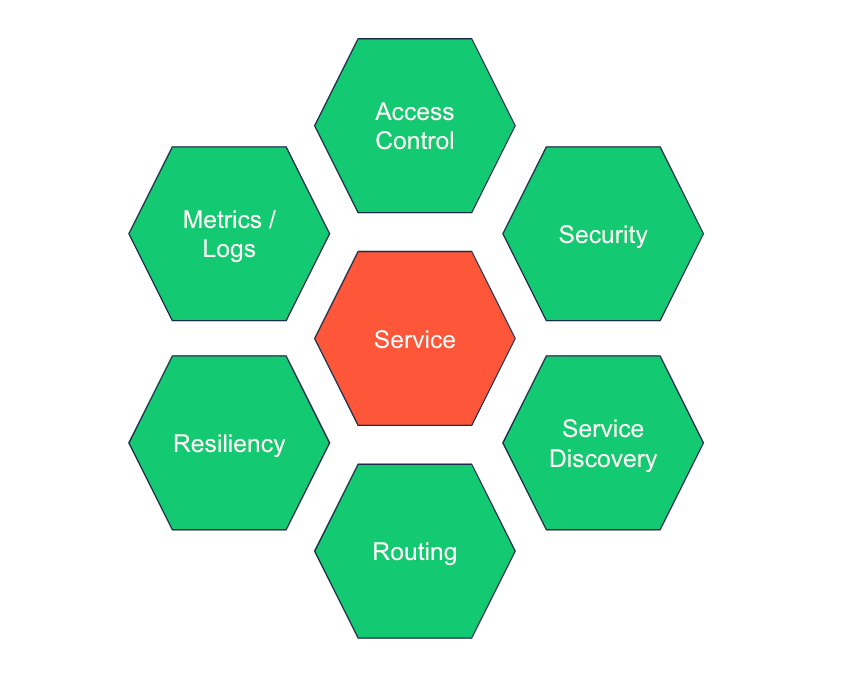 Access
Control
Metrics /
Logs
Security
Service
Resiliency
Service
Discovery
Routing